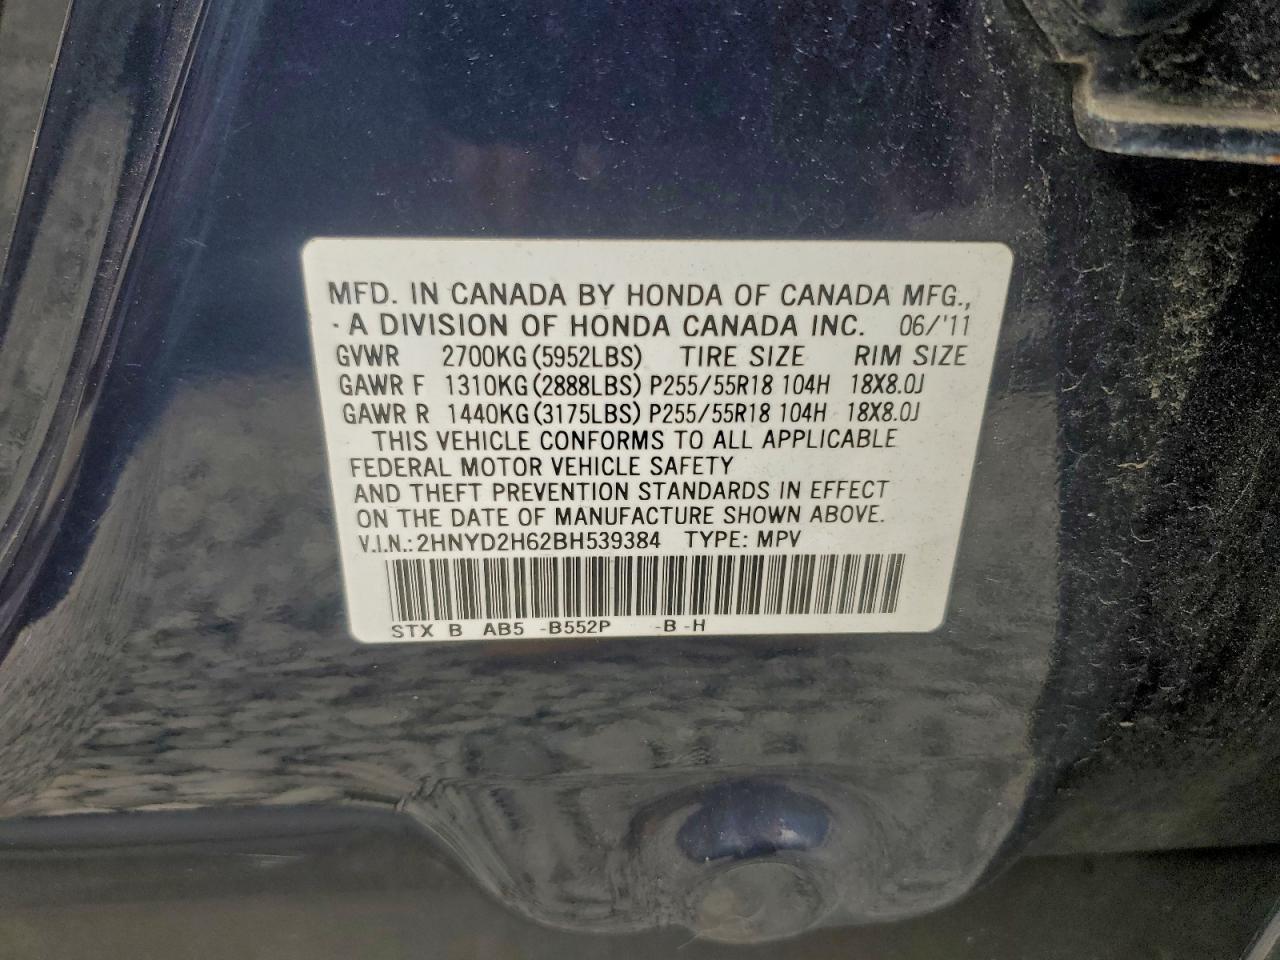 MFD. IN CANADA BY HONDA OF CANADA MFG.,
A DIVISION OF HONDA CANADA INC. 06/'11
GVWR 2700KG (5952LBS) TIRE SIZE RIM SIZE
GAWR F 1310KG (2888LBS) P255/55R18 104H 18X8.0J
GAWR R 1440KG (3175LBS) P255/55R18 104H 18X8.0J
THIS VEHICLE CONFORMS TO ALL APPLICABLE
FEDERAL MOTOR VEHICLE SAFETY
AND THEFT PREVENTION STANDARDS IN EFFECT
ON THE DATE OF MANUFACTURE SHOWN ABOVE.
V.I.N.: 2HNYD2H62BH539384 TYPE: MPV
STX B AB5 -B552P -B -H